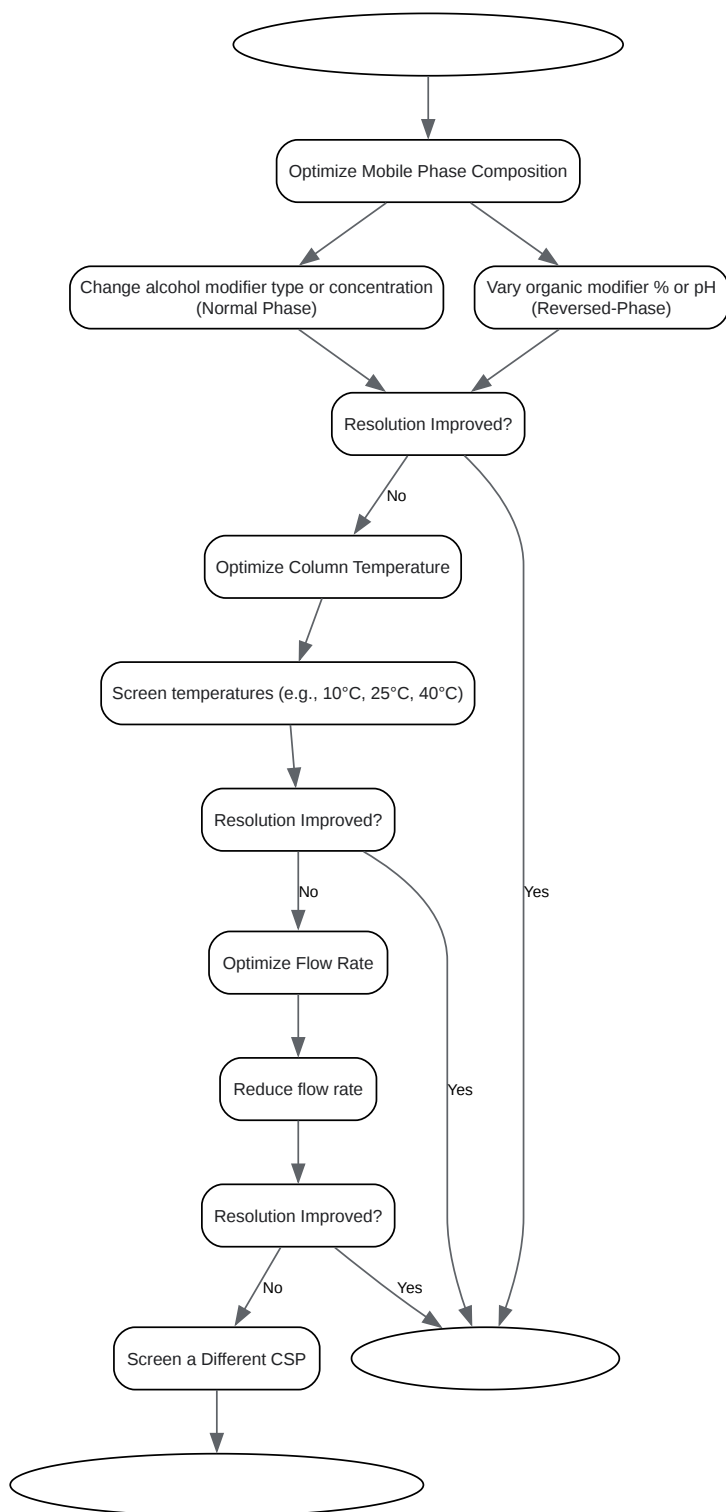 Optimize Mobile Phase Composition
Change alcohol modifier type or concentration
(Normal Phase)
Vary organic modifier % or pH
(Reversed-Phase)
Resolution Improved?
No
Optimize Column Temperature
Screen temperatures (e.g., 10°C, 25°C, 40°C)
Resolution Improved?
No
Yes
Optimize Flow Rate
Reduce flow rate
Yes
Resolution Improved?
No
Yes
Screen a Different CSP